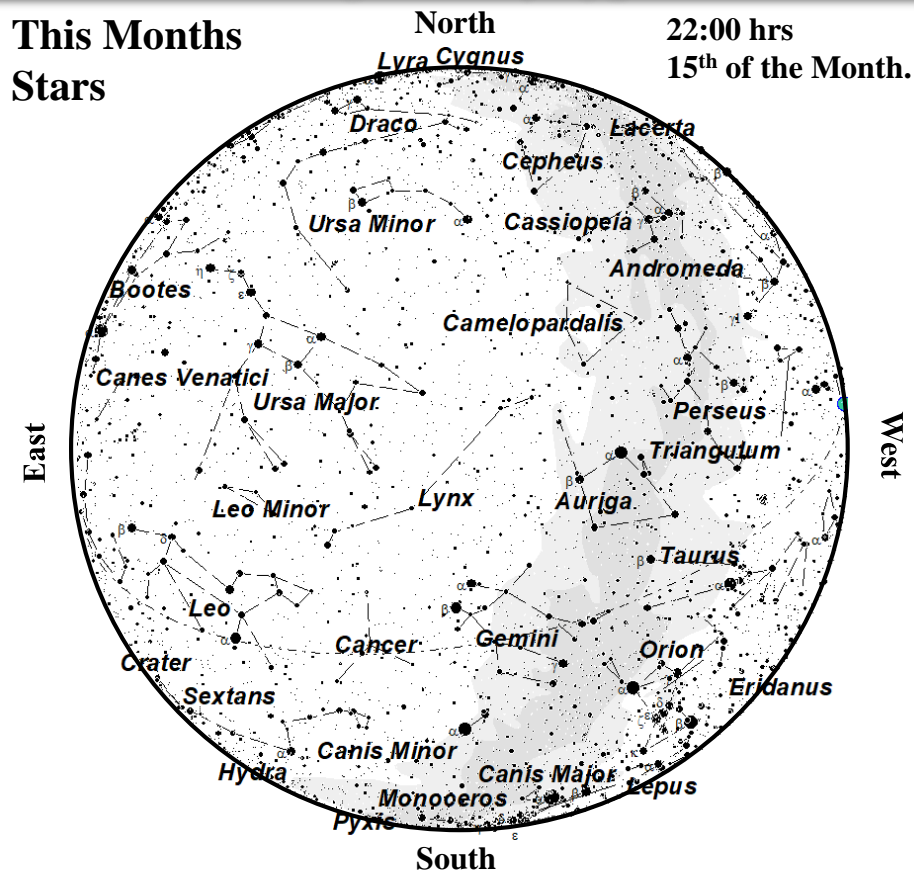 This Months
Stars
North
22:00 hrs
15th of the Month.
Lyra Cygnus
Draco
Lacerta
Cepheus
Ursa Minor
Cassiopeia
Andromeda
Bootes
Camelopardalis
Canes Venatici
Ursa Major
Perseus
East
West
Triangulum
Leo Minor
Lynx
Auriga
Taurus
Leo
Cancer
Gemini
Orion
Crater
Sextans
Eridanus
Canis Minor
Hydra
Canis Major
Lepus
Monoceros
Pyxis
South